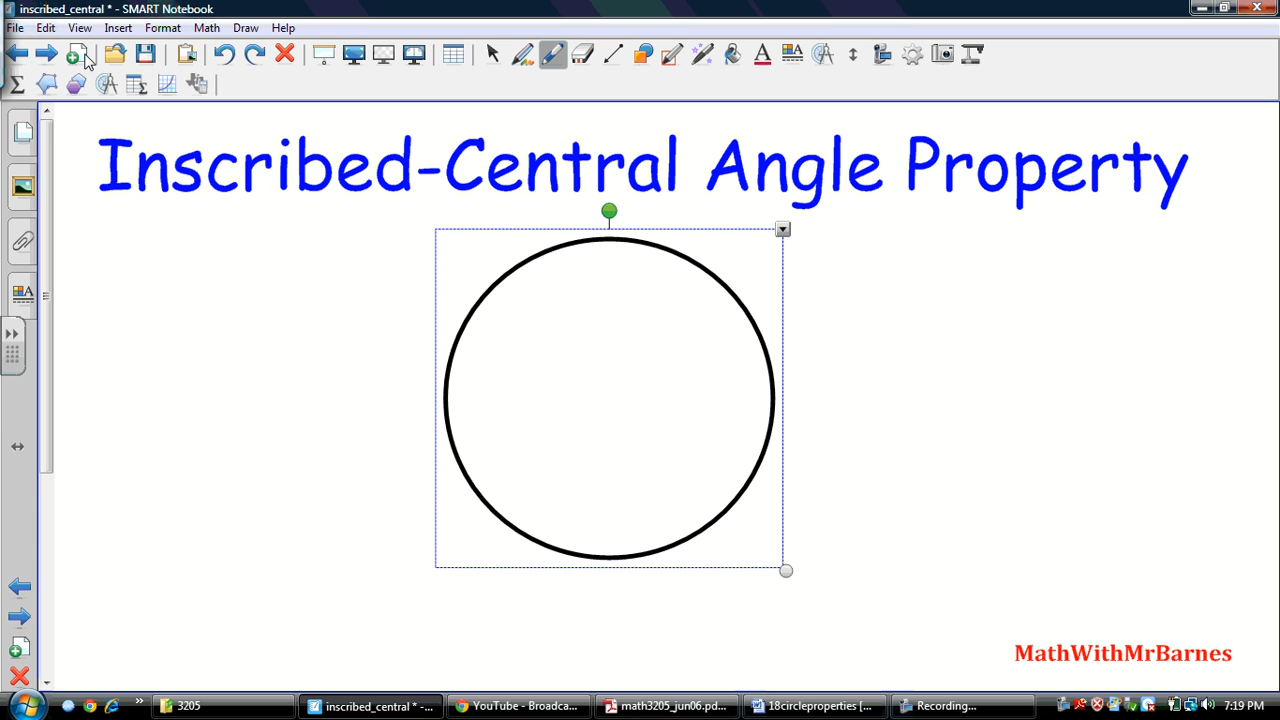 inscribed_central * - SMART Notebook
File Edit View Insert Format Math Draw Help
Inscribed-Central Angle Property
MathWithMrBarnes
3205
inscribed_central * -...
YouTube - Broadca...
math3205_jun06.pd...
18circleproperties [...
Recording...
7:19 PM